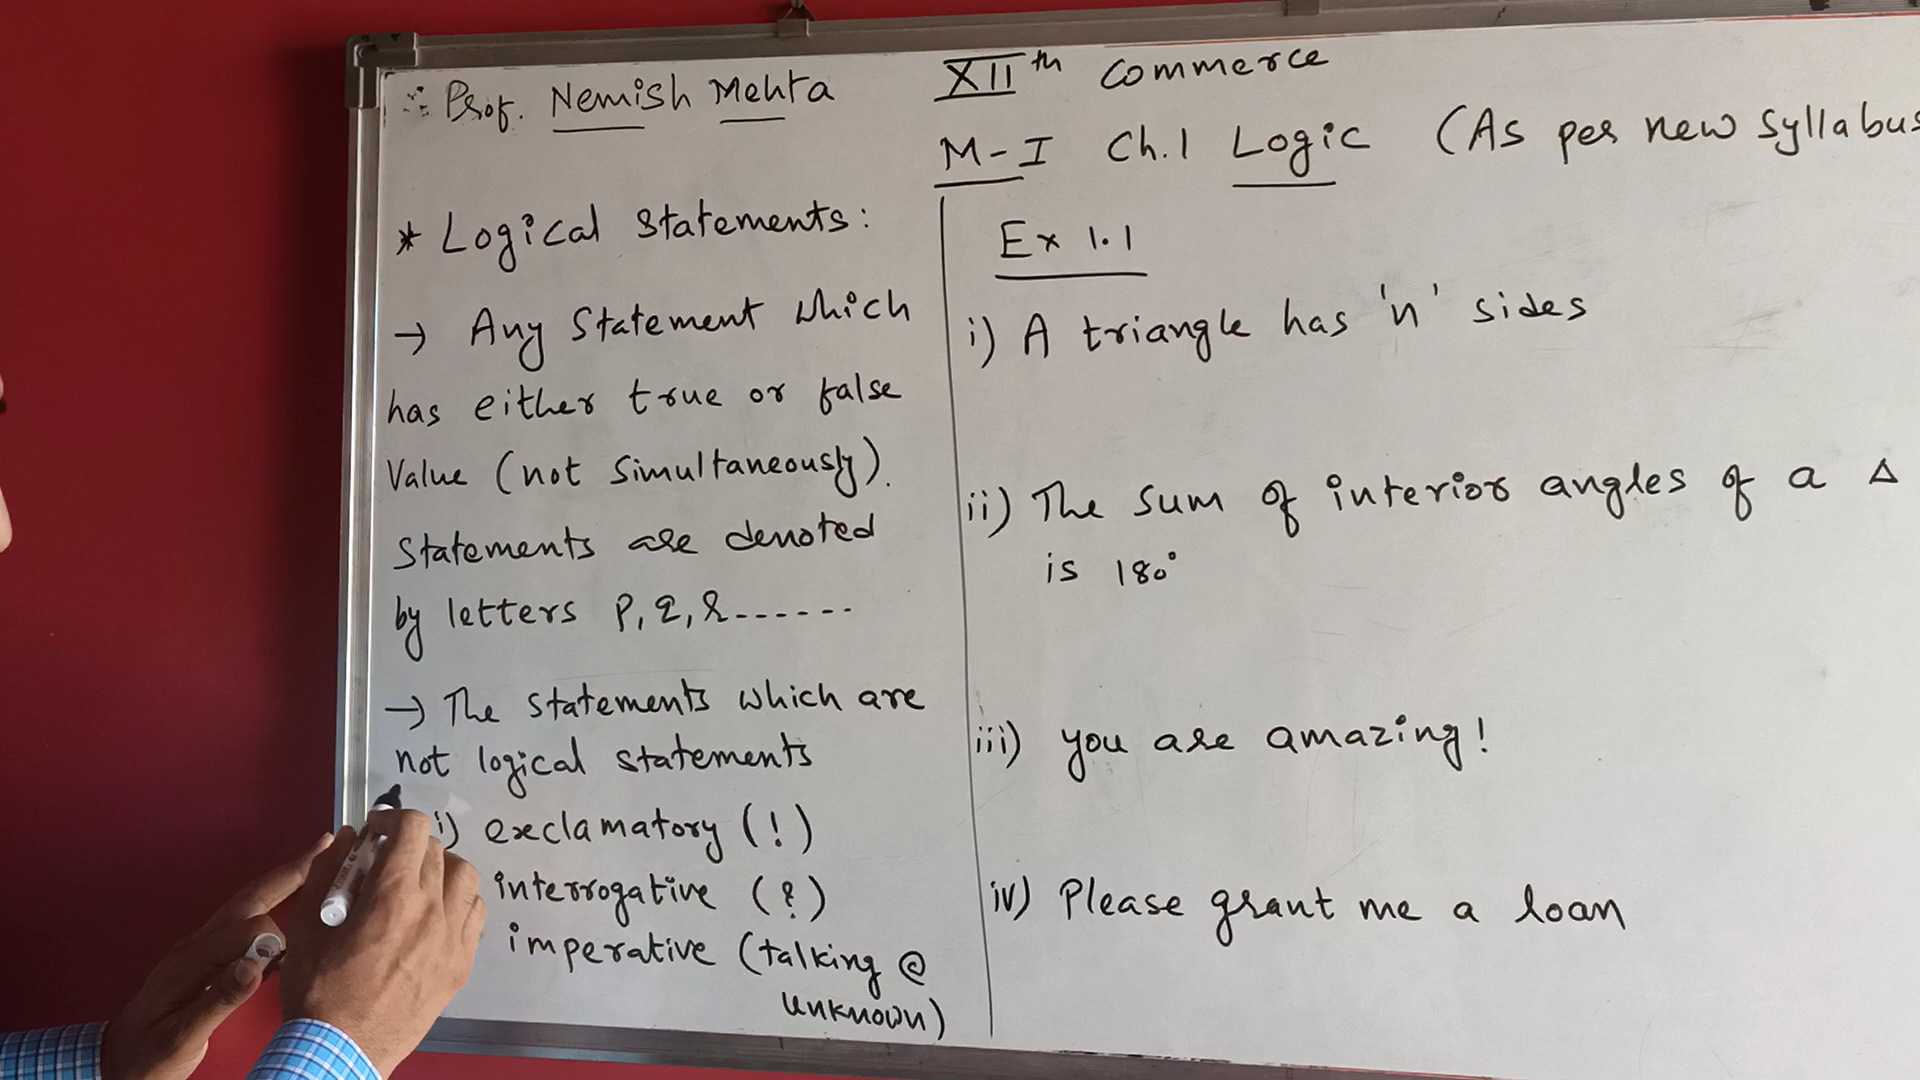 Prof. Nemish Mehta
XIIth Commerce
M-I Ch.1 Logic (As per new syllabus
* Logical Statements:
→ Any Statement which
has either true or false
Value (not Simultaneously).
Statements are denoted
by letters p, q, r------
→ The statements which are
not logical statements
i) exclamatory (!)
interrogative (?)
imperative (talking @
unknown)
Ex 1.1
i) A triangle has 'n' sides
ii) The sum of interior angles of a Δ
is 180°
iii) you are amazing!
iv) Please grant me a loan